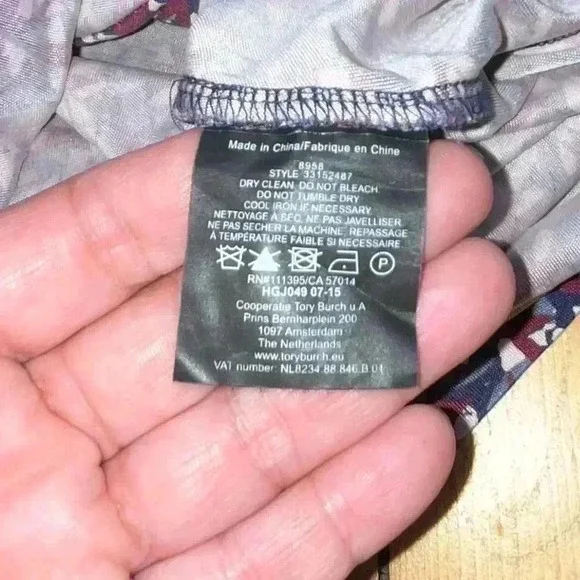 Made in China/Fabrique en Chine
8958
STYLE 33152487
DRY CLEAN DO NOT BLEACH
DO NOT TUMBLE DRY
COOL IRON IF NECESSARY
NETTOYAGE À SEC, NE PAS JAVELLISER
NE PAS SECHER LA MACHINE, REPASSAGE
À TEMPÉRATURE FAIBLE SI NECESSAIRE
P
RN#111395/CA 57014
HGJ049 07-15
Cooperatie Tory Burch u A
Prins Bernharplein 200
1097 Amsterdam
The Netherlands
www.toryburch.eu
VAT number: NL8234.88.846.B.01